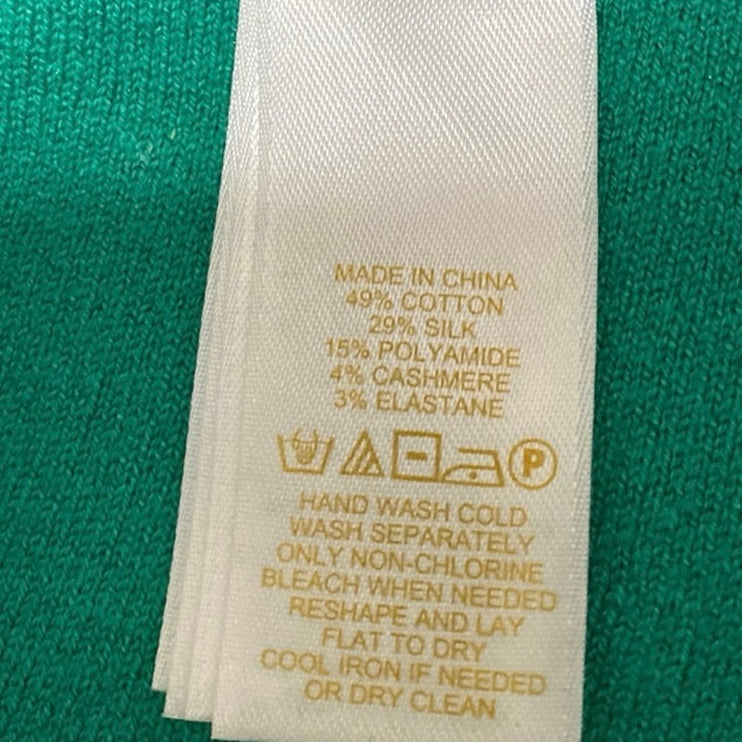 MADE IN CHINA
49% COTTON
29% SILK
15% POLYAMIDE
4% CASHMERE
3% ELASTANE
P
HAND WASH COLD
WASH SEPARATELY
ONLY NON-CHLORINE
BLEACH WHEN NEEDED
RESHAPE AND LAY
FLAT TO DRY
COOL IRON IF NEEDED
OR DRY CLEAN